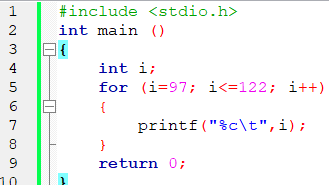 1 #include <stdio.h>
2 int main ()
3 {
4 int i;
5 for (i=97; i<=122; i++)
6 {
7 printf("%c\t",i);
8 }
9 return 0;
10 }